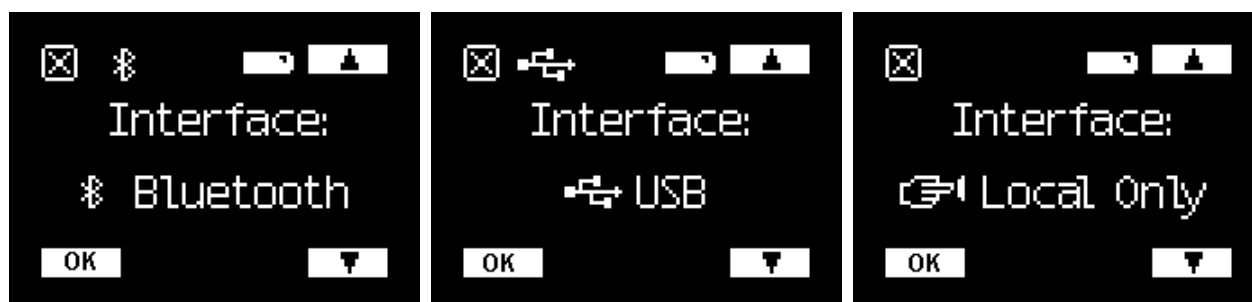 Interface:
Bluetooth
OK
Interface:
USB
OK
Interface:
Local Only
OK